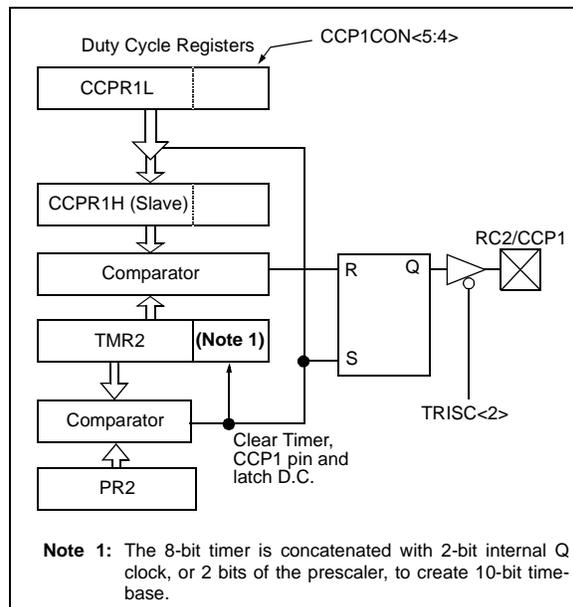 Duty Cycle Registers
CCP1CON<5:4>
CCPR1L
CCPR1H (Slave)
RC2/CCP1
Comparator
R
Q
TMR2
(Note 1)
S
Comparator
TRISC<2>
Clear Timer,
CCP1 pin and
latch D.C.
PR2
Note 1: The 8-bit timer is concatenated with 2-bit internal Q
clock, or 2 bits of the prescaler, to create 10-bit time-
base.